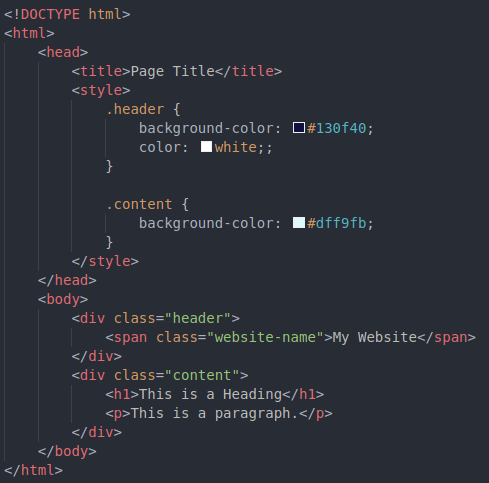 <!DOCTYPE html>
<html>
    <head>
        <title>Page Title</title>
        <style>
            .header {
                background-color: #130f40;
                color: white;;
            }

            .content {
                background-color: #dff9fb;
            }
        </style>
    </head>
    <body>
        <div class="header">
            <span class="website-name">My Website</span>
        </div>
        <div class="content">
            <h1>This is a Heading</h1>
            <p>This is a paragraph.</p>
        </div>
    </body>
</html>